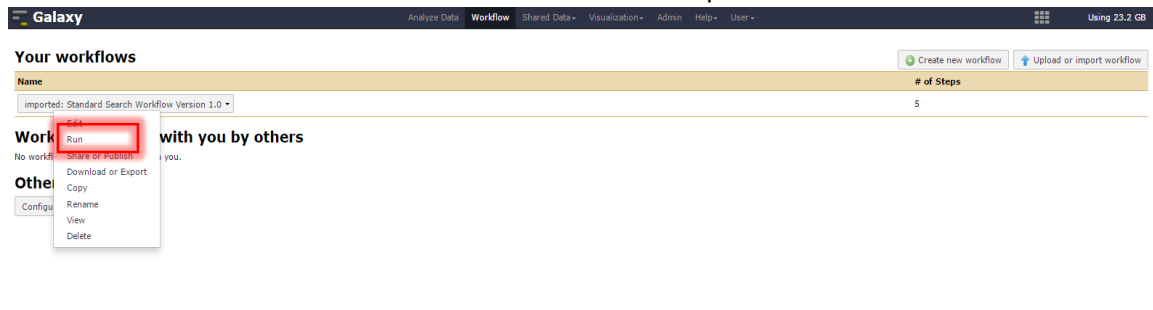 Galaxy Analyze Data Workflow Shared Data Visualization Admin Help User Using 23.2 GB
Your workflows
Create new workflow Upload or import workflow
Name # of Steps
imported: Standard Search Workflow Version 1.0 5
Edit
Work with you by others
Run
No workfl you.
Share or Publish
Download or Export
Other
Copy
Configu
Rename
View
Delete